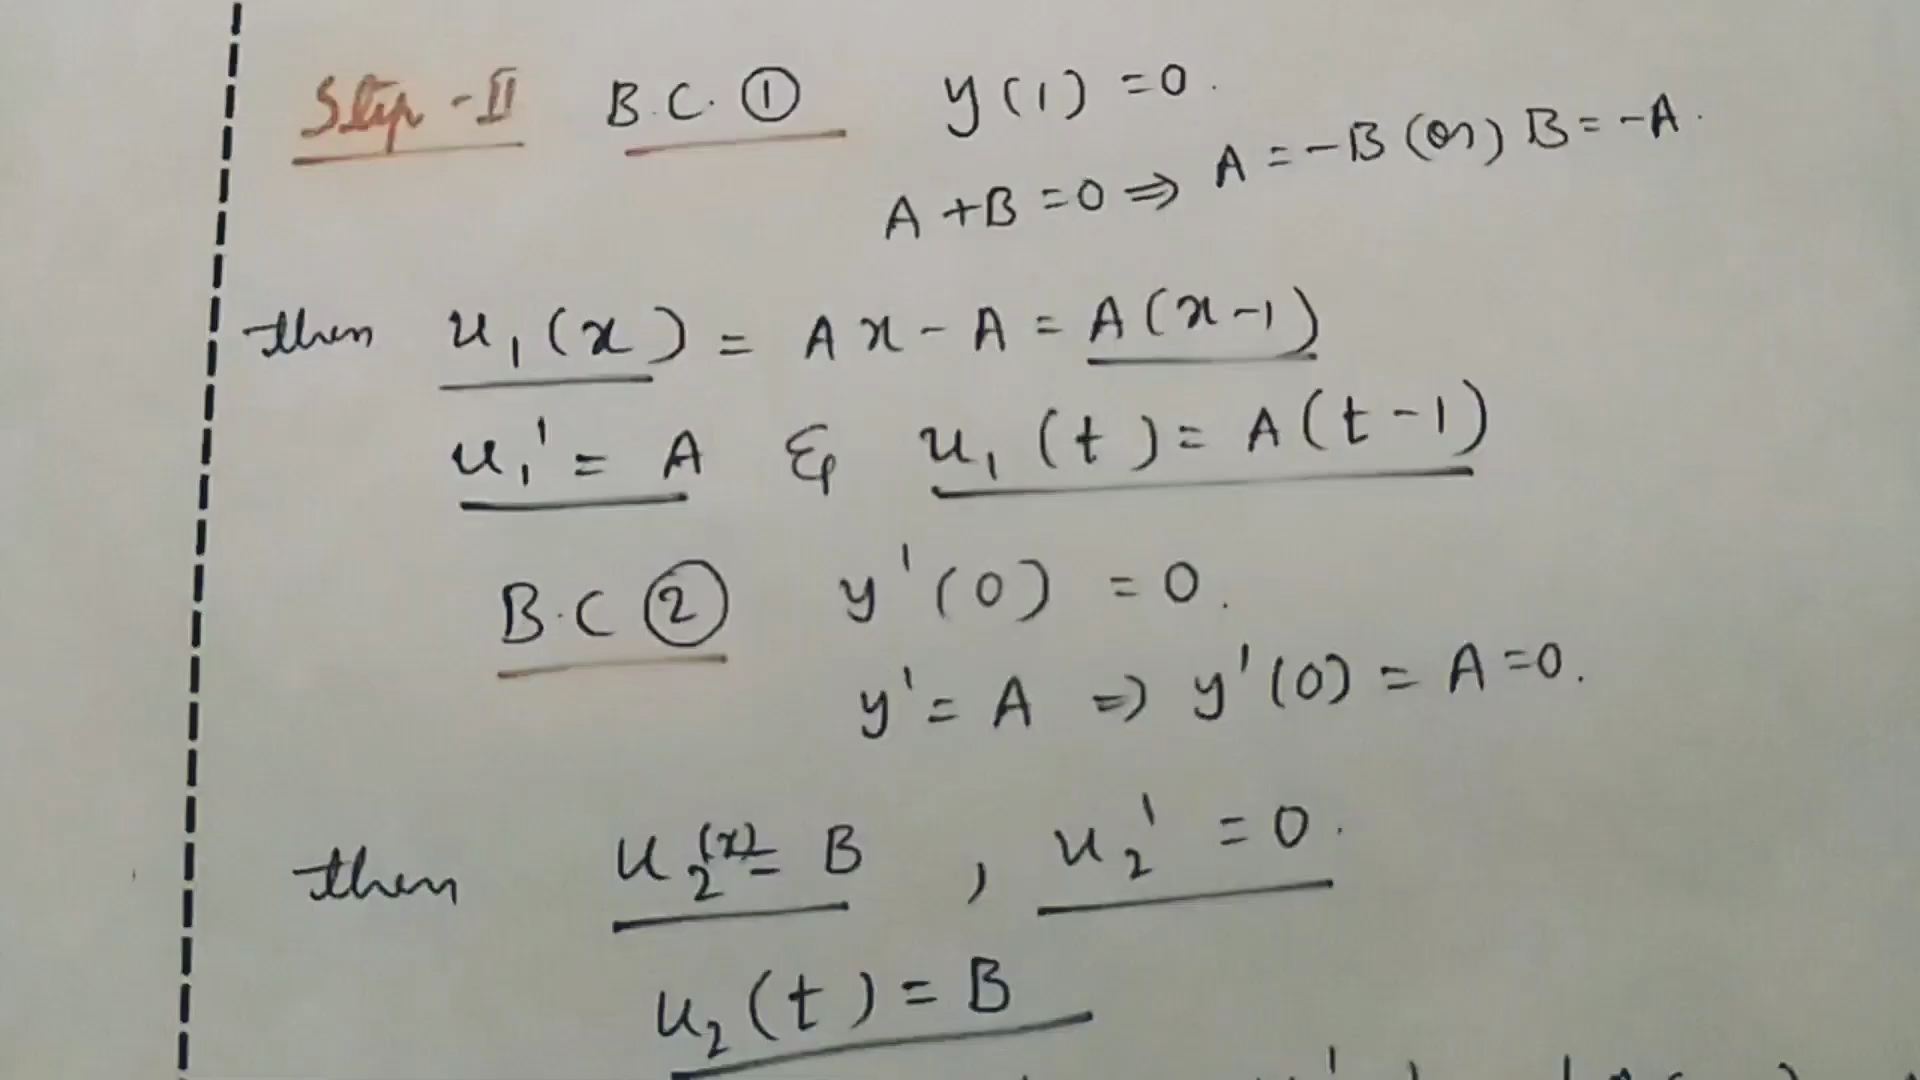 Step-II B.C. ① y(1) = 0.
A + B = 0 ⇒ A = -B (or) B = -A.
then u₁(x) = Ax - A = A(x-1)
u₁' = A & u₁(t) = A(t-1)
B.C ② y'(0) = 0.
y' = A ⇒ y'(0) = A = 0.
then u₂(x) = B , u₂' = 0.
u₂(t) = B